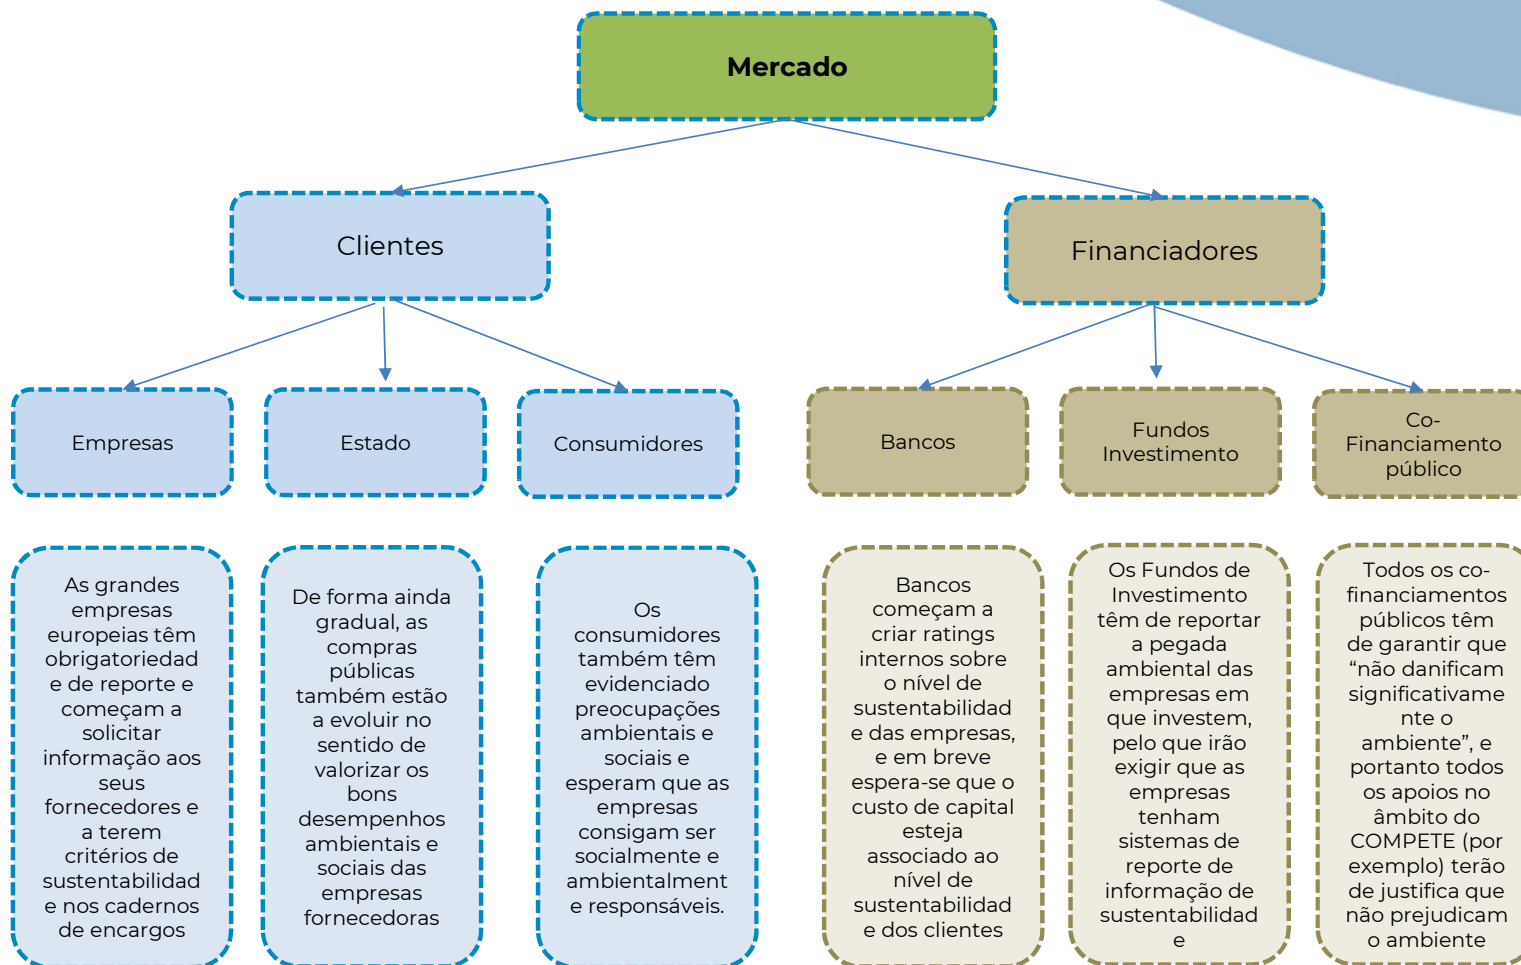 Mercado
Clientes
Financiadores
Empresas
Estado
Consumidores
Bancos
Fundos
Investimento
Co-
Financiamento
público
As grandes
empresas
europeias têm
obrigatoriedad
e de reporte e
começam a
solicitar
informação aos
seus
fornecedores e
a terem
critérios de
sustentabilidad
e nos cadernos
de encargos
De forma ainda
gradual, as
compras
públicas
também estão
a evoluir no
sentido de
valorizar os
bons
desempenhos
ambientais e
sociais das
empresas
fornecedoras
Os
consumidores
também têm
evidenciado
preocupações
ambientais e
sociais e
esperam que as
empresas
consigam ser
socialmente e
ambientalment
e responsáveis.
Bancos
começam a
criar ratings
internos sobre
o nível de
sustentabilidad
e das empresas,
e em breve
espera-se que o
custo de capital
esteja
associado ao
nível de
sustentabilidad
e dos clientes
Os Fundos de
Investimento
têm de reportar
a pegada
ambiental das
empresas em
que investem,
pelo que irão
exigir que as
empresas
tenham
sistemas de
reporte de
informação de
sustentabilidad
e
Todos os co-
financiamentos
públicos têm
de garantir que
“não danificam
significativame
nte o
ambiente”, e
portanto todos
os apoios no
âmbito do
COMPETE (por
exemplo) terão
de justifica que
não prejudicam
o ambiente